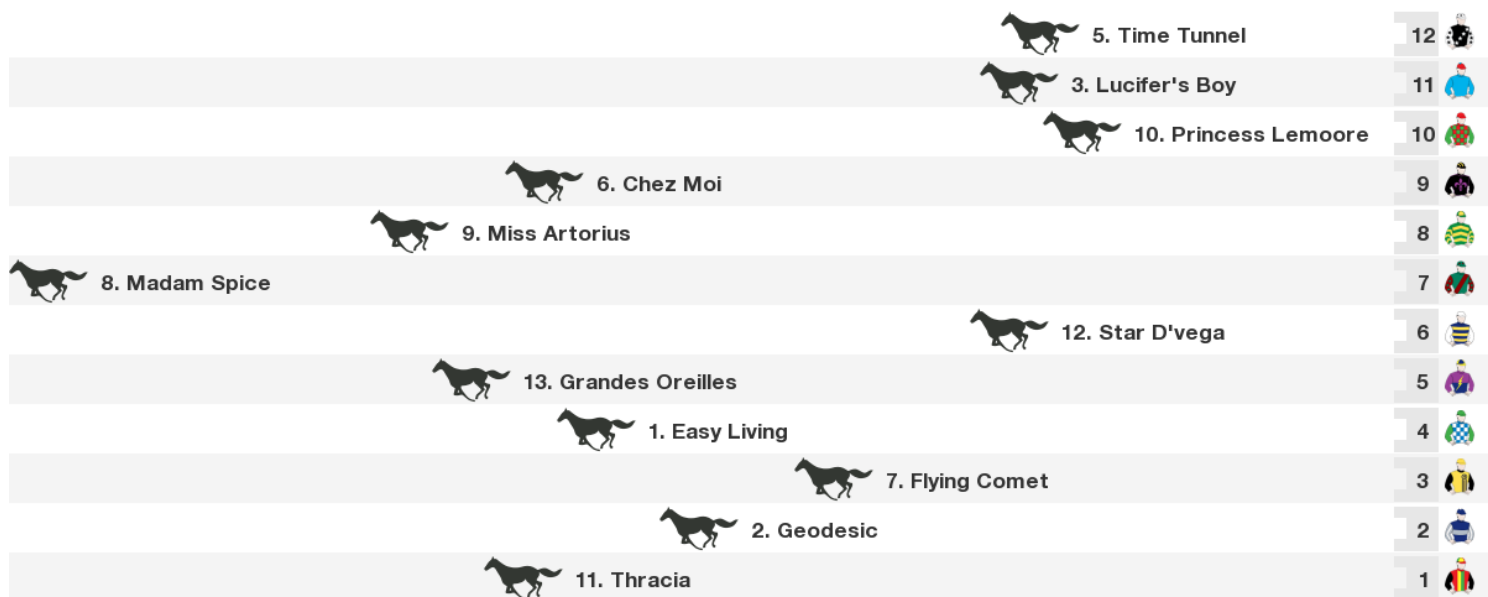 5. Time Tunnel 12
3. Lucifer's Boy 11
10. Princess Lemoore 10
6. Chez Moi 9
9. Miss Artorius 8
8. Madam Spice 7
12. Star D'vega 6
13. Grandes Oreilles 5
1. Easy Living 4
7. Flying Comet 3
2. Geodesic 2
11. Thracia 1